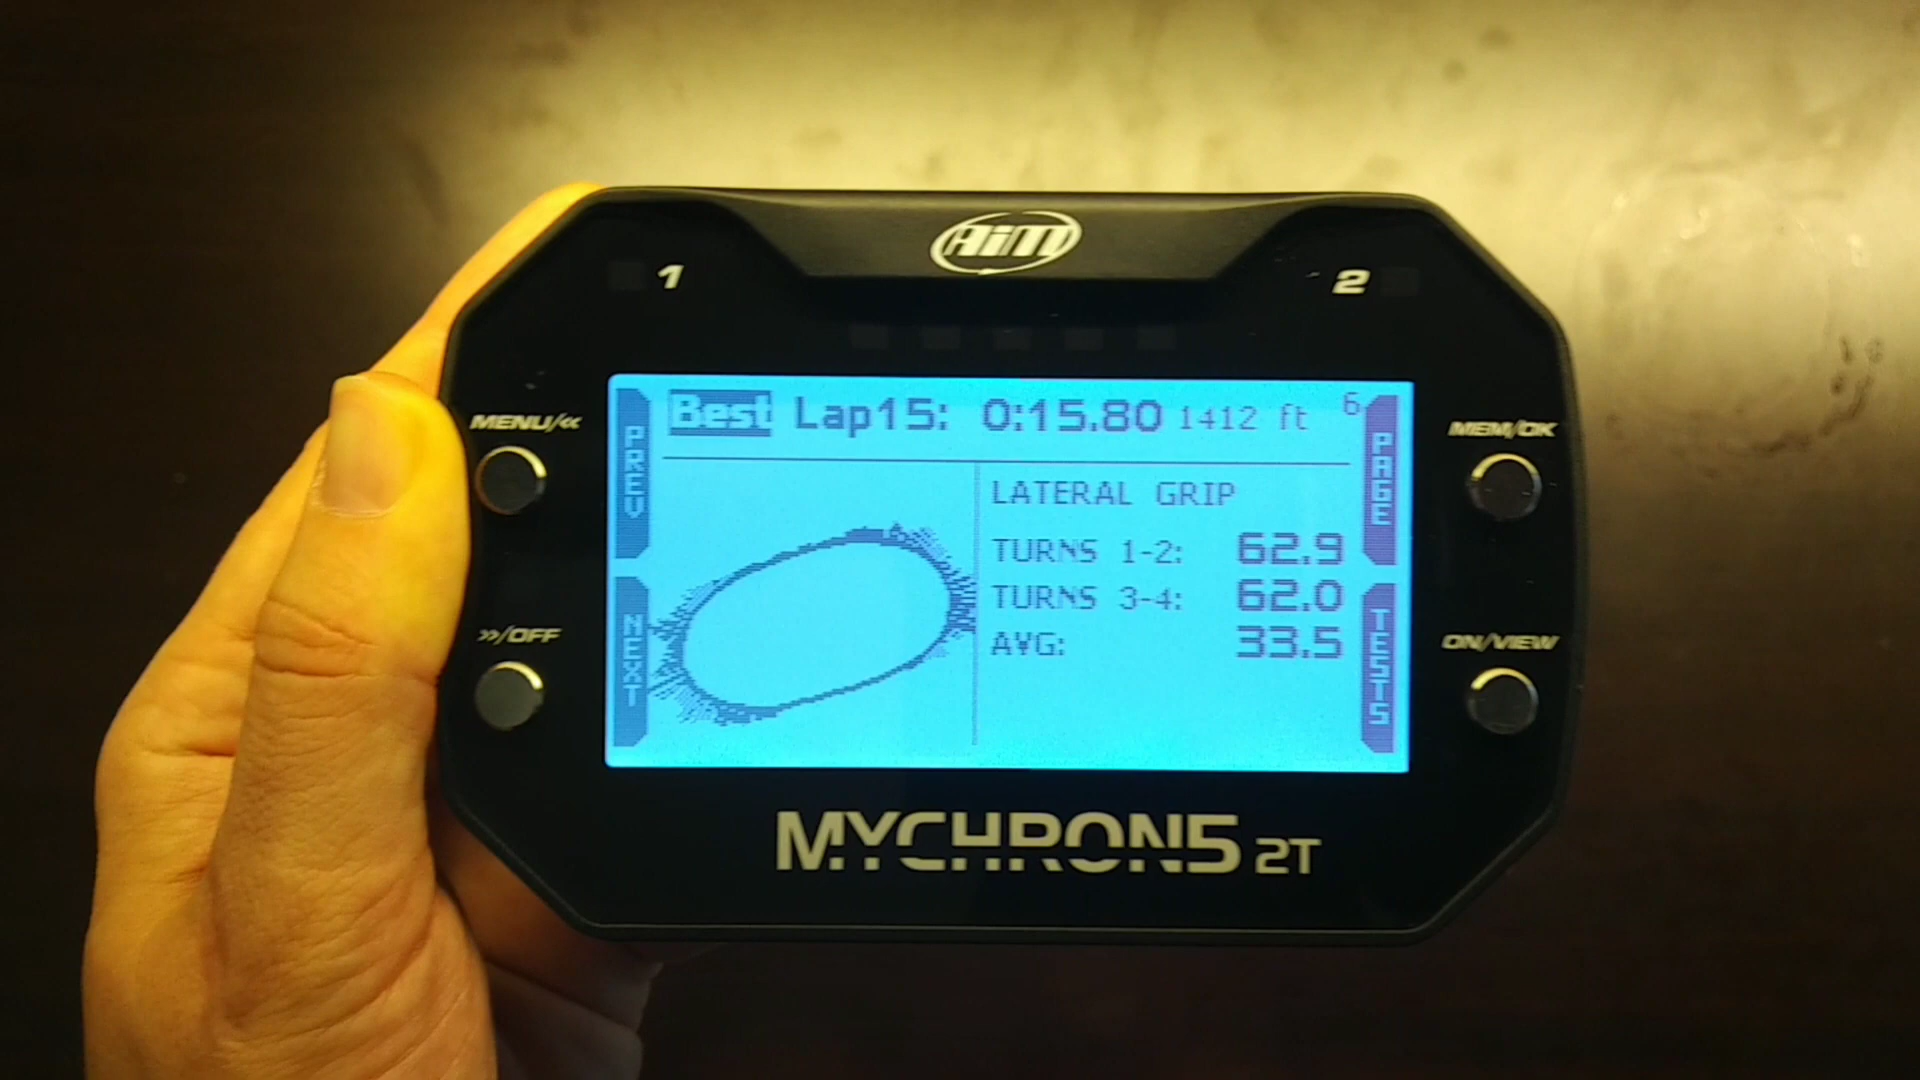 AiM
1 2
MENU/<< MEM/OK
PREV PAGE
Best Lap15: 0:15.80 1412 ft 6
LATERAL GRIP
TURNS 1-2: 62.9
TURNS 3-4: 62.0
AVG: 33.5
>>/OFF ON/VIEW
NEXT TESTS
MYCHRON5 2T